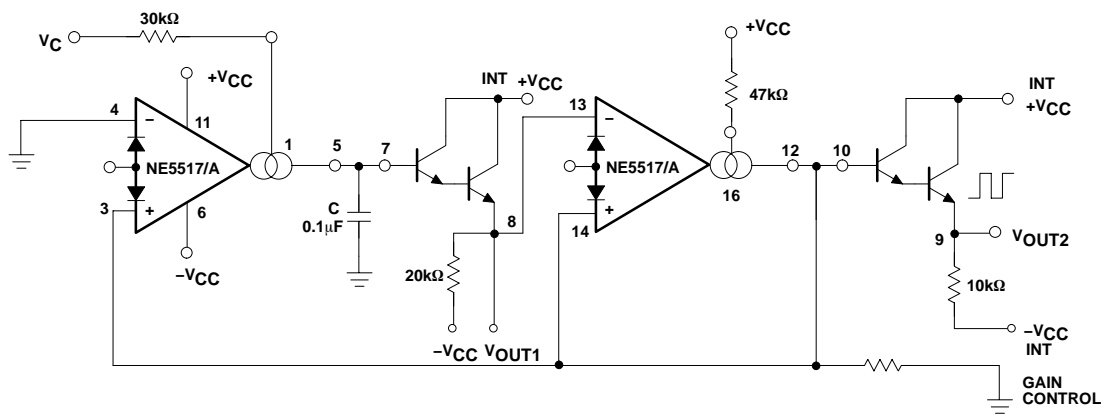 30kΩ
VC
+VCC
+VCC
INT
+VCC
INT
+VCC
4
−
11
47kΩ
13
−
1
5
7
12
10
NE5517/A
NE5517/A
16
3
+
6
C
0.1μF
8
+
14
9
VOUT2
−VCC
20kΩ
10kΩ
−VCC
VOUT1
−VCC
INT
GAIN
CONTROL